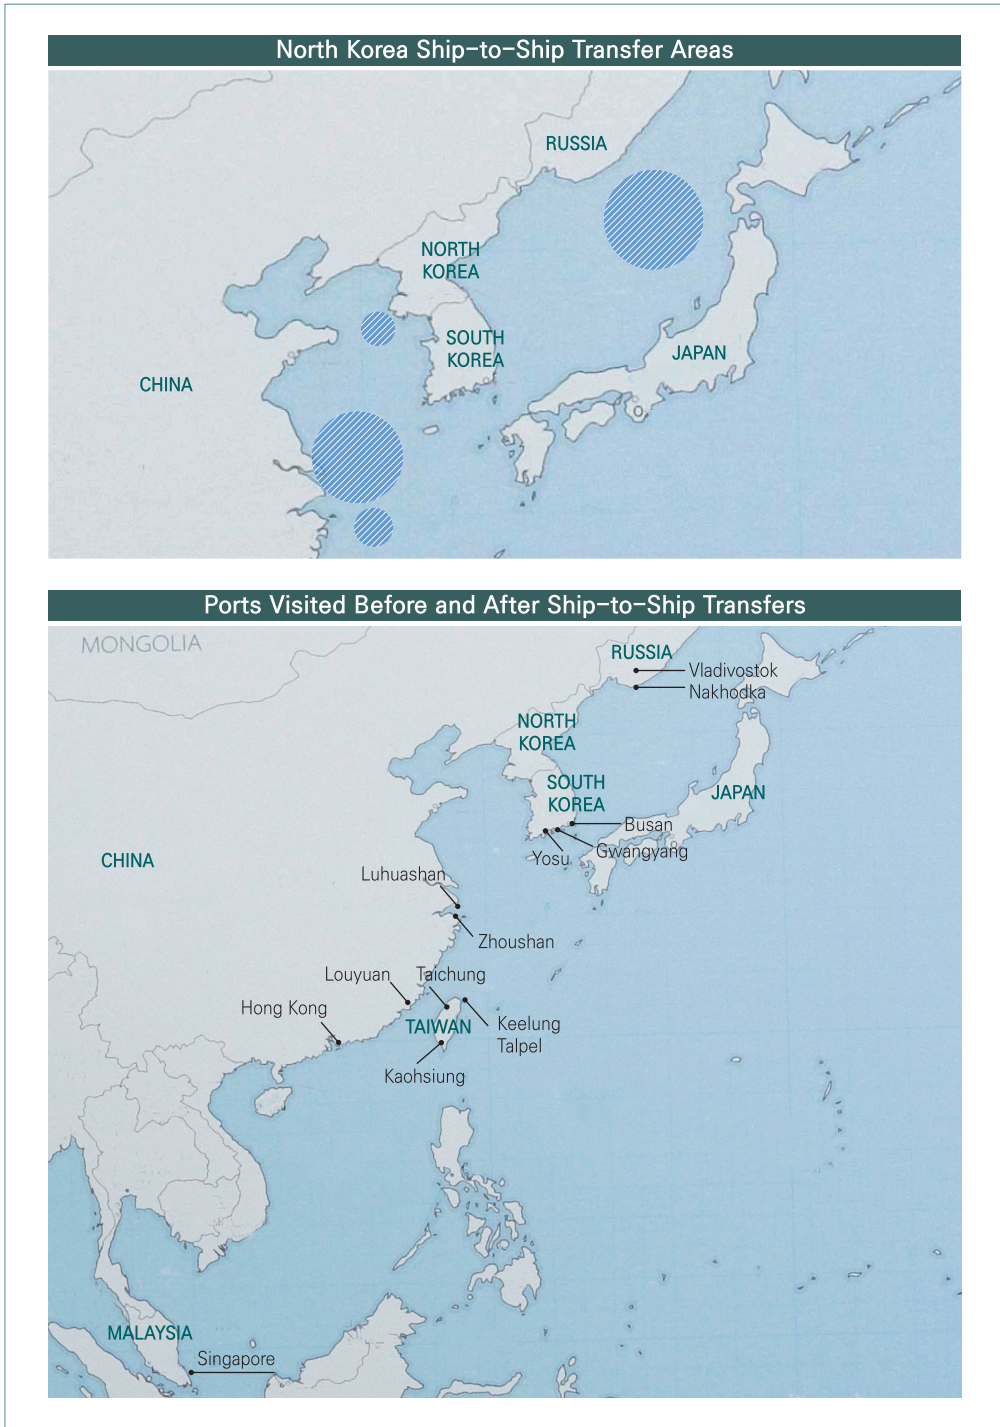 North Korea Ship-to-Ship Transfer Areas
RUSSIA
NORTH
KOREA
SOUTH
KOREA
JAPAN
CHINA
Ports Visited Before and After Ship-to-Ship Transfers
MONGOLIA
RUSSIA
Vladivostok
Nakhodka
NORTH
KOREA
SOUTH
KOREA
JAPAN
Busan
Gwangyang
Yosu
CHINA
Luhuashan
Zhoushan
Louyuan
Taichung
Hong Kong
TAIWAN
Keelung
Talpel
Kaohsiung
MALAYSIA
Singapore